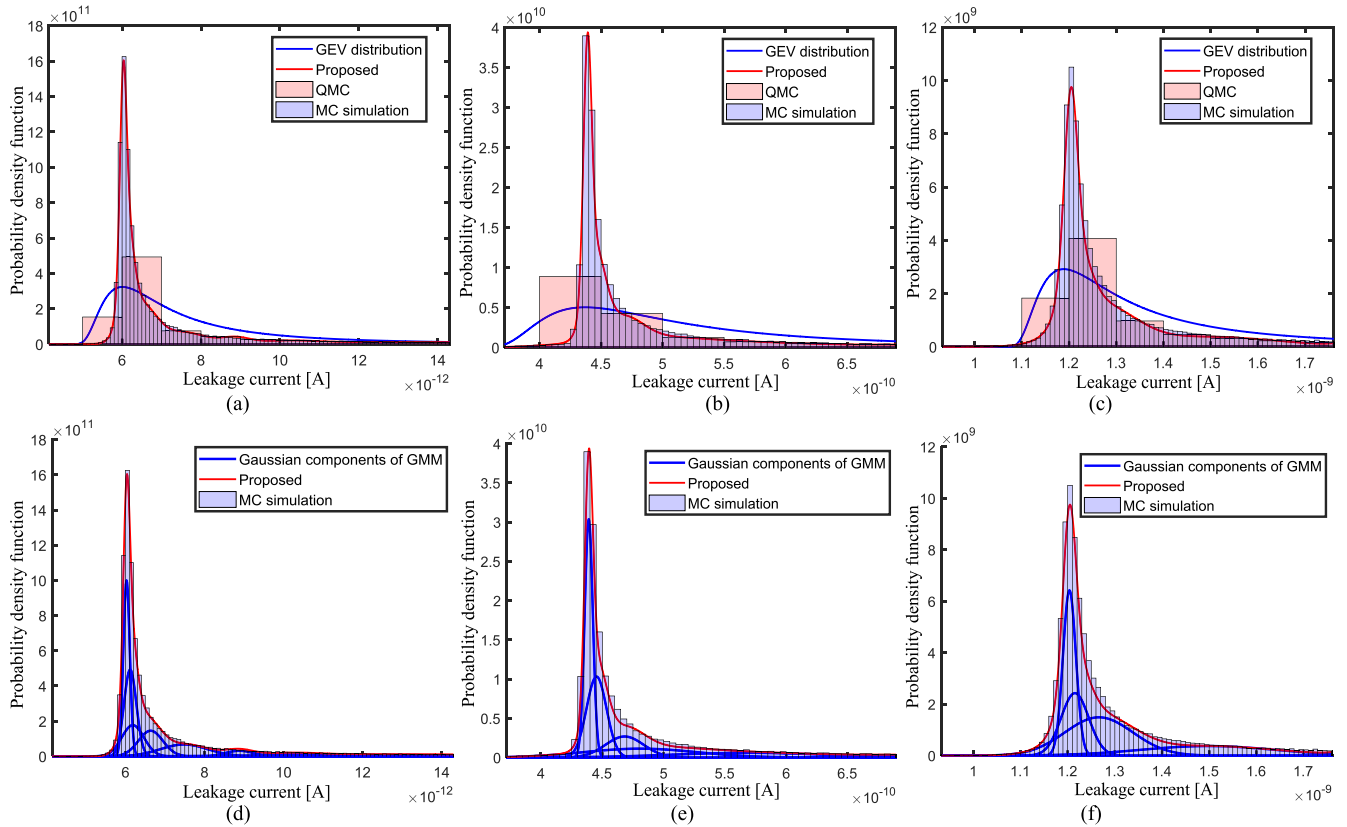 ×10^11
18
16
14
12
10
8
6
4
2
0
6
8
10
12
14
×10^-12
Probability density function
Leakage current [A]
GEV distribution
Proposed
QMC
MC simulation
(a)
×10^10
4
3.5
3
2.5
2
1.5
1
0.5
0
4
4.5
5
5.5
6
6.5
×10^-10
Probability density function
Leakage current [A]
GEV distribution
Proposed
QMC
MC simulation
(b)
×10^9
12
10
8
6
4
2
0
1
1.1
1.2
1.3
1.4
1.5
1.6
1.7
×10^-9
Probability density function
Leakage current [A]
GEV distribution
Proposed
QMC
MC simulation
(c)
×10^11
18
16
14
12
10
8
6
4
2
0
6
8
10
12
14
×10^-12
Probability density function
Leakage current [A]
Gaussian components of GMM
Proposed
MC simulation
(d)
×10^10
4
3.5
3
2.5
2
1.5
1
0.5
0
4
4.5
5
5.5
6
6.5
×10^-10
Probability density function
Leakage current [A]
Gaussian components of GMM
Proposed
MC simulation
(e)
×10^9
12
10
8
6
4
2
0
1
1.1
1.2
1.3
1.4
1.5
1.6
1.7
×10^-9
Probability density function
Leakage current [A]
Gaussian components of GMM
Proposed
MC simulation
(f)